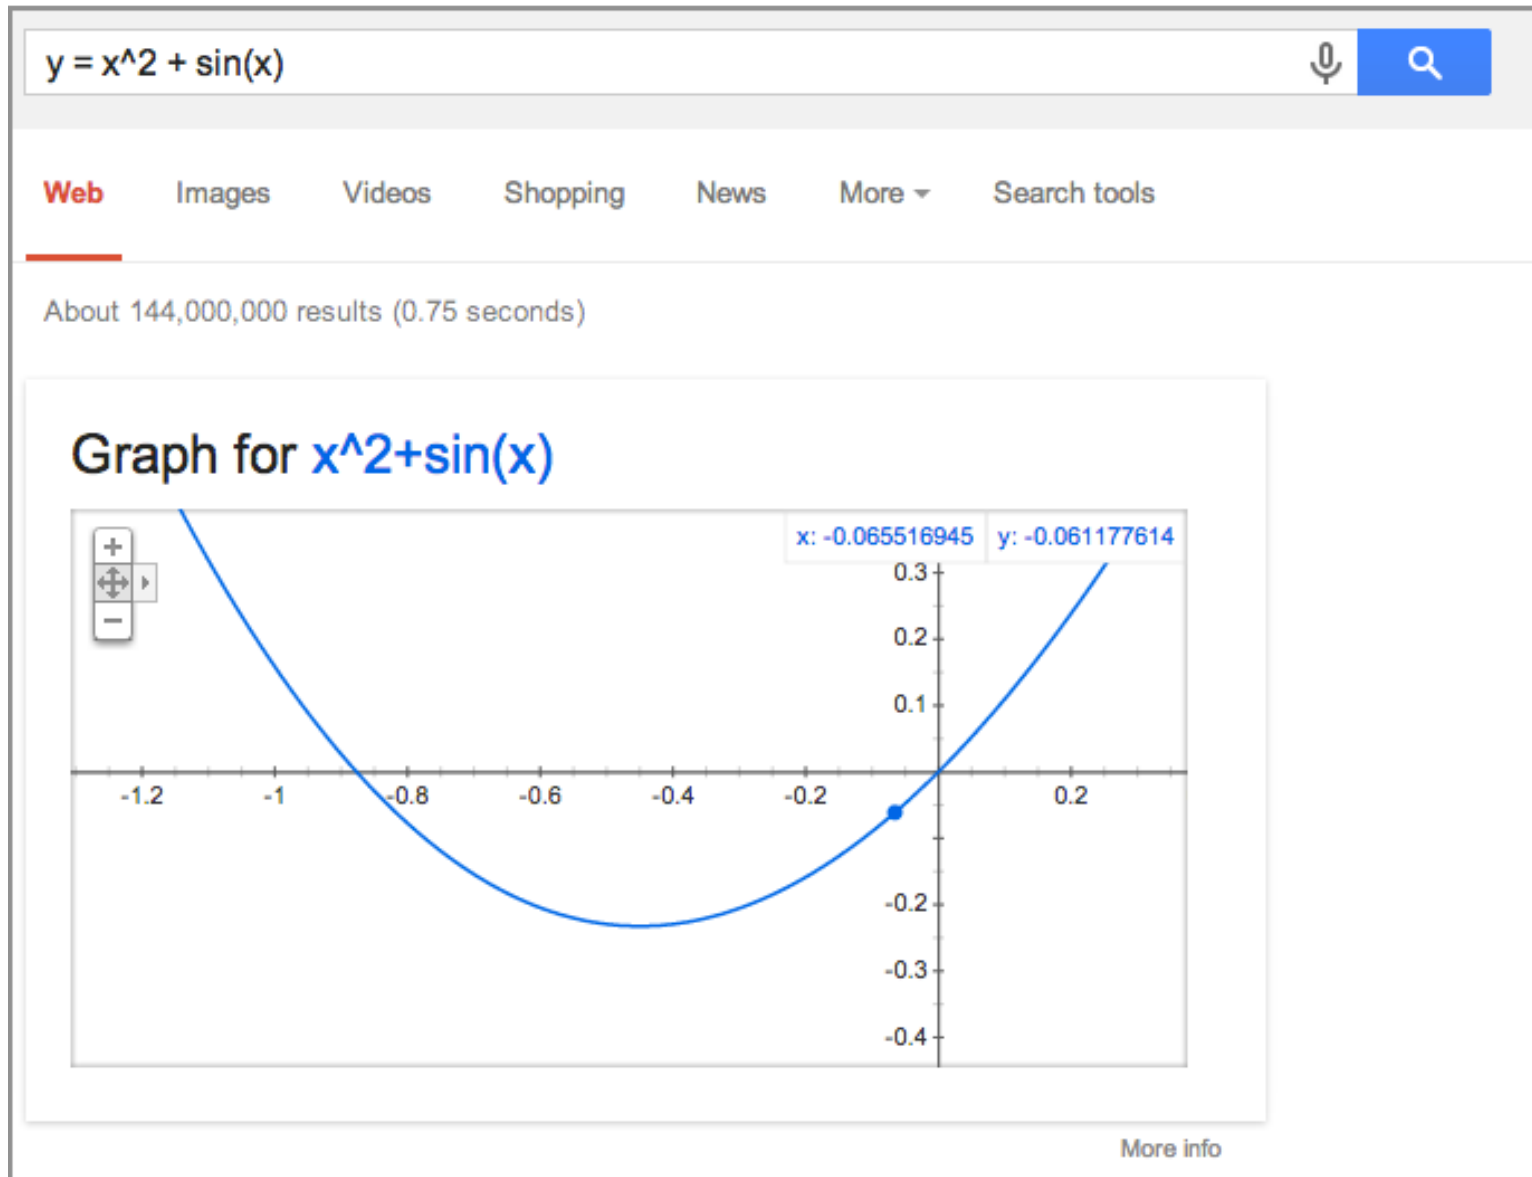 y = x^2 + sin(x)
Web Images Videos Shopping News More Search tools
About 144,000,000 results (0.75 seconds)
Graph for x^2+sin(x)
x: -0.065516945 y: -0.061177614
0.3
0.2
0.1
-1.2 -1 -0.8 -0.6 -0.4 -0.2 0.2
-0.2
-0.3
-0.4
More info